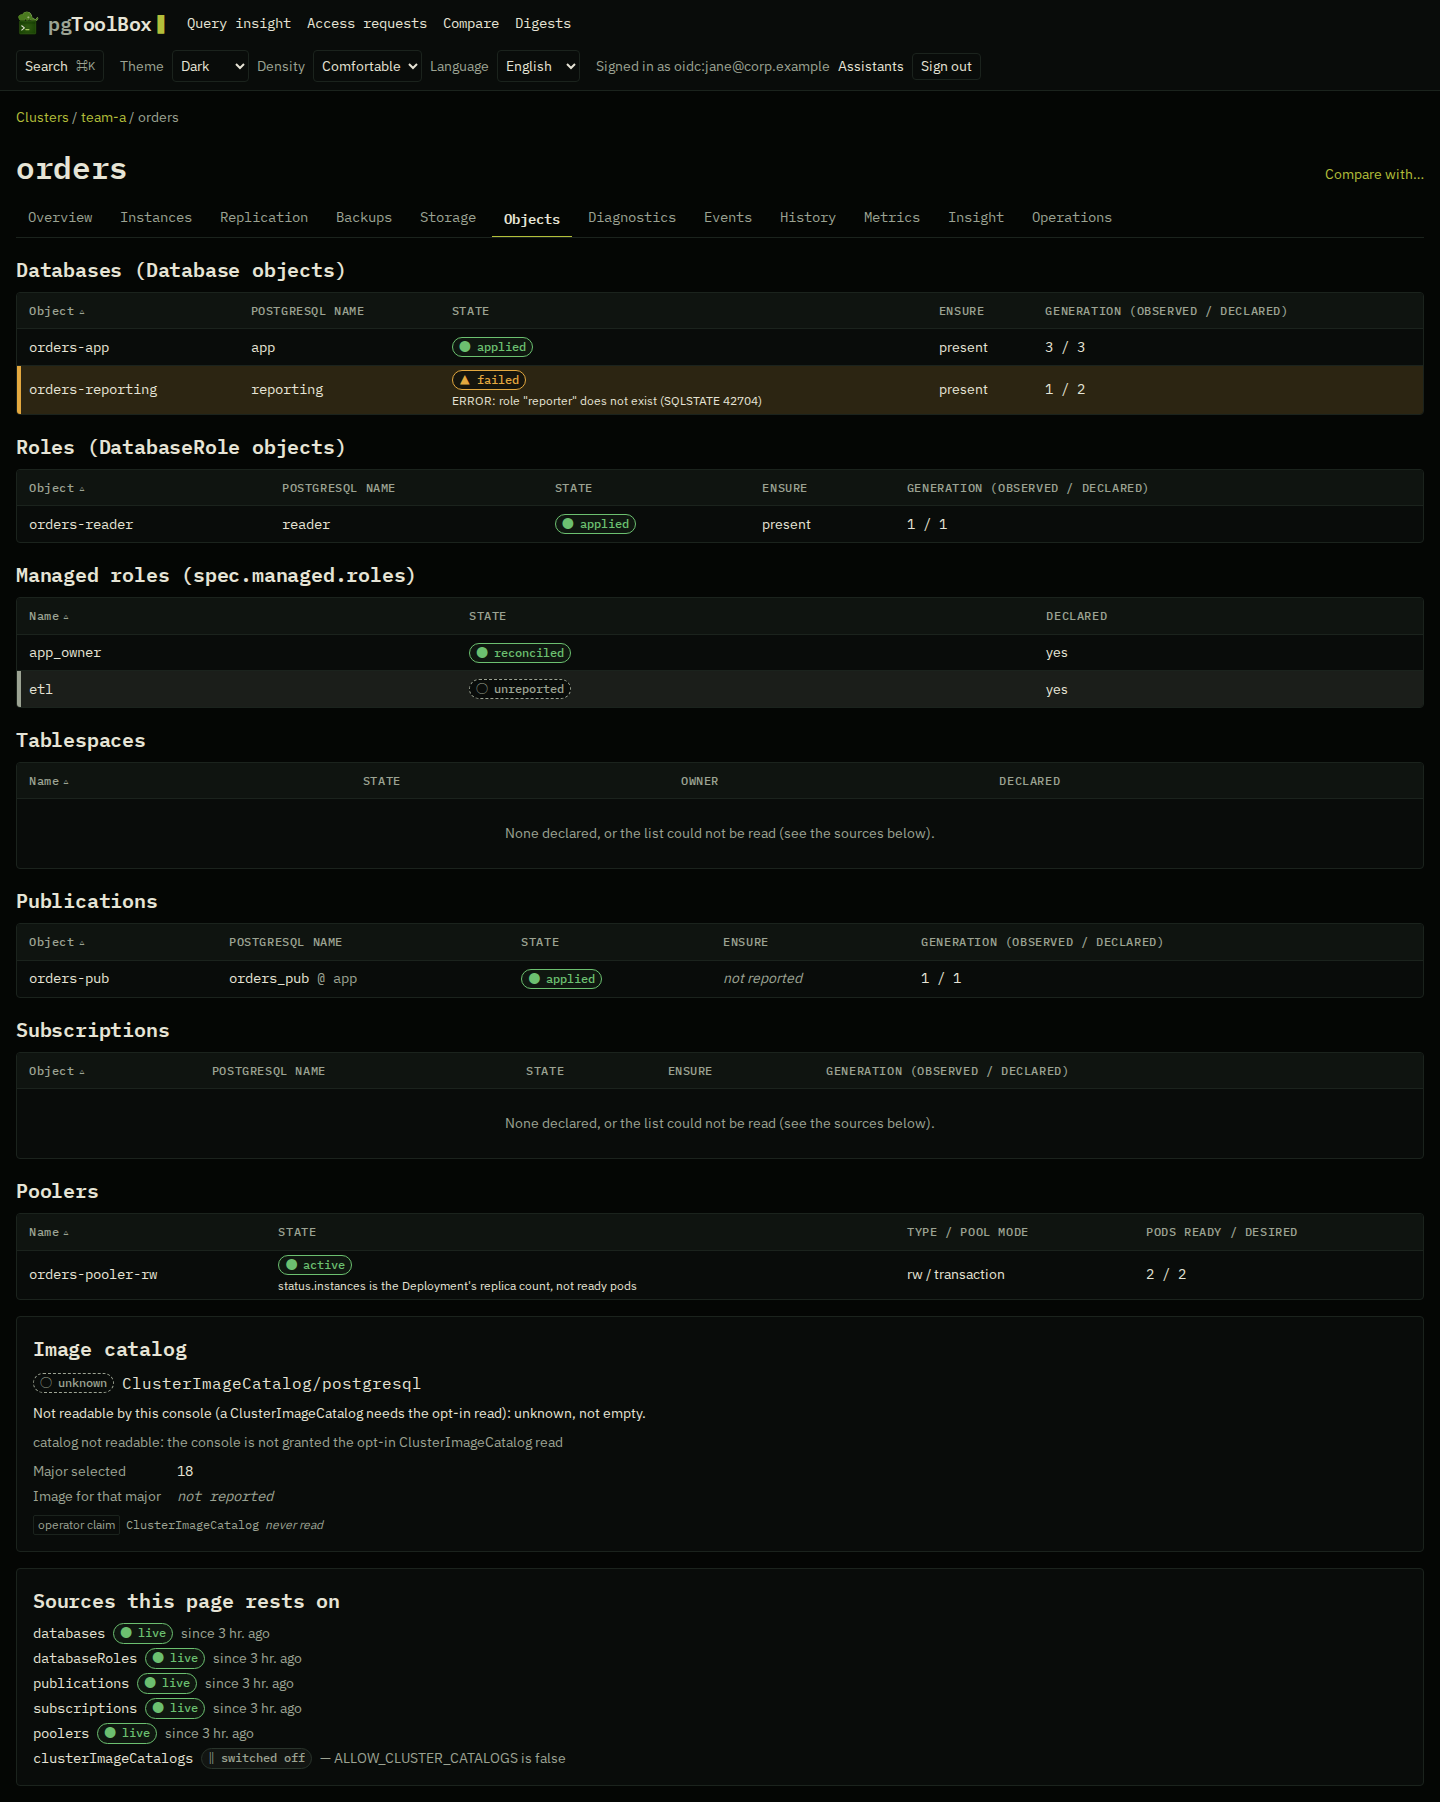 pgToolBox Query insight Access requests Compare Digests
Search ⌘K Theme Dark Density Comfortable Language English Signed in as oidc:jane@corp.example Assistants Sign out
Clusters / team-a / orders
orders
Compare with...
Overview Instances Replication Backups Storage Objects Diagnostics Events History Metrics Insight Operations
Databases (Database objects)
Object POSTGRESQL NAME STATE ENSURE GENERATION (OBSERVED / DECLARED)
orders-app app applied present 3 / 3
orders-reporting reporting failed present 1 / 2
ERROR: role "reporter" does not exist (SQLSTATE 42704)
Roles (DatabaseRole objects)
Object POSTGRESQL NAME STATE ENSURE GENERATION (OBSERVED / DECLARED)
orders-reader reader applied present 1 / 1
Managed roles (spec.managed.roles)
Name STATE DECLARED
app_owner reconciled yes
etl unreported yes
Tablespaces
Name STATE OWNER DECLARED
None declared, or the list could not be read (see the sources below).
Publications
Object POSTGRESQL NAME STATE ENSURE GENERATION (OBSERVED / DECLARED)
orders-pub orders_pub @ app applied not reported 1 / 1
Subscriptions
Object POSTGRESQL NAME STATE ENSURE GENERATION (OBSERVED / DECLARED)
None declared, or the list could not be read (see the sources below).
Poolers
Name STATE TYPE / POOL MODE PODS READY / DESIRED
orders-pooler-rw active rw / transaction 2 / 2
status.instances is the Deployment's replica count, not ready pods
Image catalog
unknown ClusterImageCatalog/postgresql
Not readable by this console (a ClusterImageCatalog needs the opt-in read): unknown, not empty.
catalog not readable: the console is not granted the opt-in ClusterImageCatalog read
Major selected 18
Image for that major not reported
operator claim ClusterImageCatalog never read
Sources this page rests on
databases live since 3 hr. ago
databaseRoles live since 3 hr. ago
publications live since 3 hr. ago
subscriptions live since 3 hr. ago
poolers live since 3 hr. ago
clusterImageCatalogs switched off — ALLOW_CLUSTER_CATALOGS is false